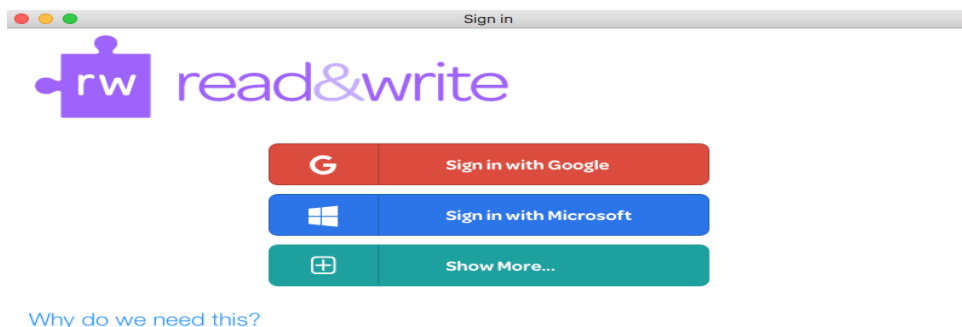 Sign in
rw read&write
G Sign in with Google
Sign in with Microsoft
Show More...
Why do we need this?